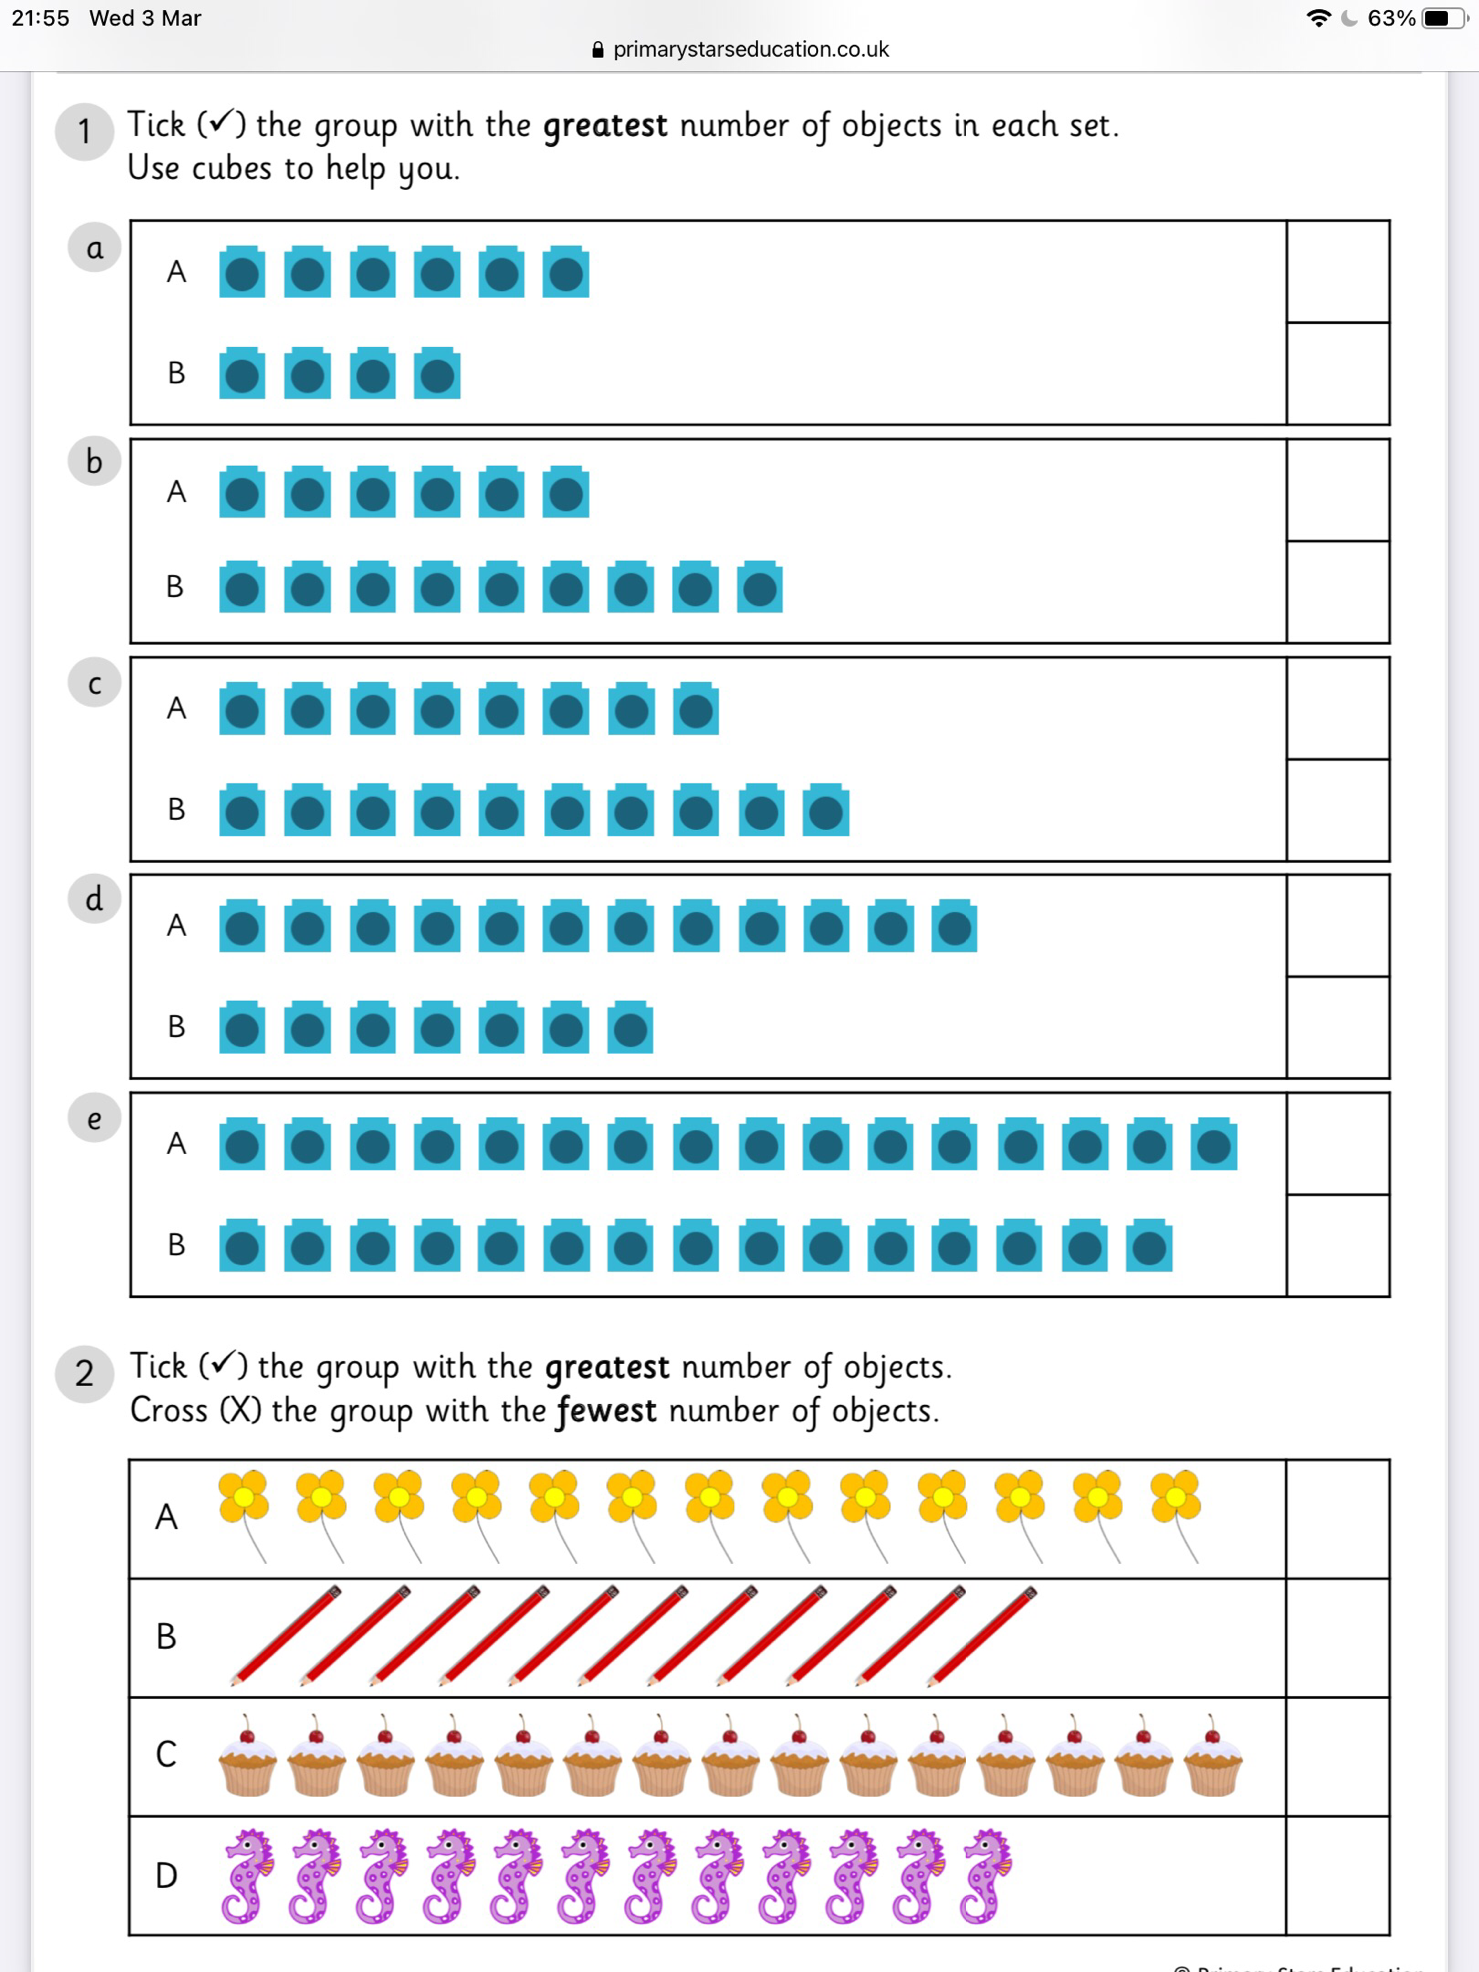 21:55 Wed 3 Mar
63%
primarystarseducation.co.uk
1 Tick (✓) the group with the greatest number of objects in each set.
Use cubes to help you.
a
A
B
b
A
B
c
A
B
d
A
B
e
A
B
2 Tick (✓) the group with the greatest number of objects.
Cross (X) the group with the fewest number of objects.
A
B
C
D